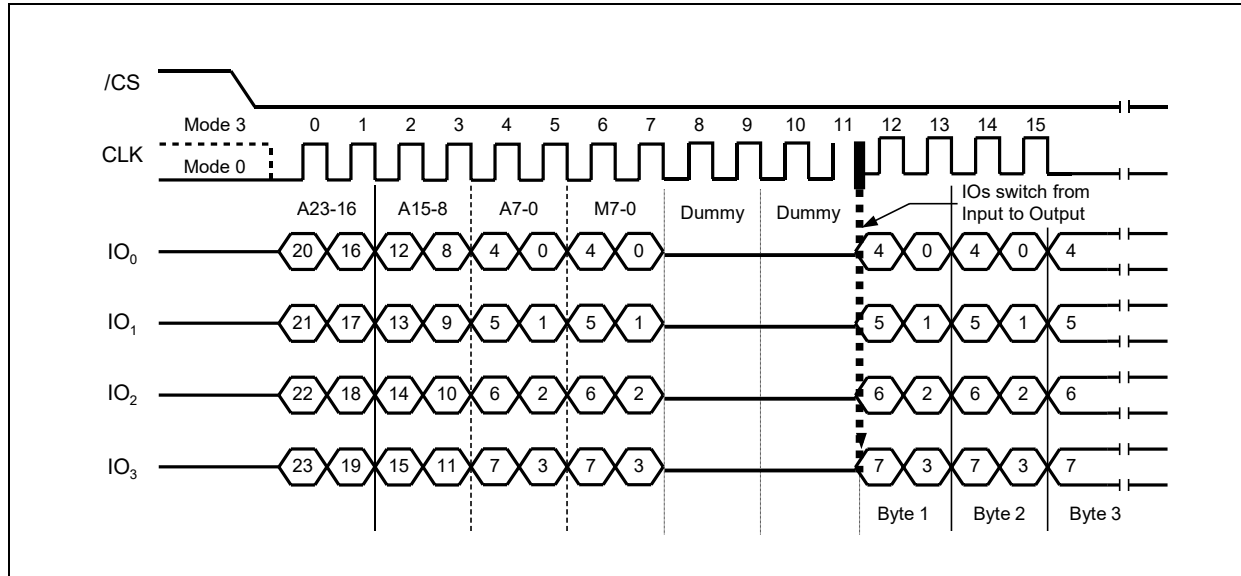 /CS
Mode 3 0 1 2 3 4 5 6 7 8 9 10 11 12 13 14 15
CLK
Mode 0
IOs switch from
Input to Output
A23-16 A15-8 A7-0 M7-0 Dummy Dummy
IO0 20 16 12 8 4 0 4 0 4 0 4 0 4
IO1 21 17 13 9 5 1 5 1 5 1 5 1 5
IO2 22 18 14 10 6 2 6 2 6 2 6 2 6
IO3 23 19 15 11 7 3 7 3 7 3 7 3 7
Byte 1 Byte 2 Byte 3